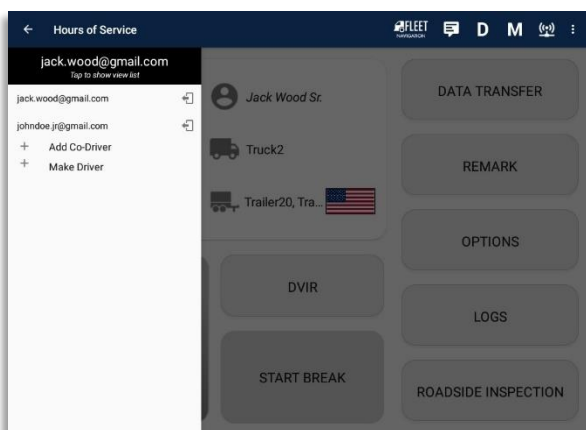 Hours of Service
FLEET
NAVIGATION
D
M
jack.wood@gmail.com
Tap to show view list
jack.wood@gmail.com
johndoe.jr@gmail.com
+ Add Co-Driver
+ Make Driver
Jack Wood Sr.
Truck2
Trailer20, Tra...
DVIR
START BREAK
DATA TRANSFER
REMARK
OPTIONS
LOGS
ROADSIDE INSPECTION